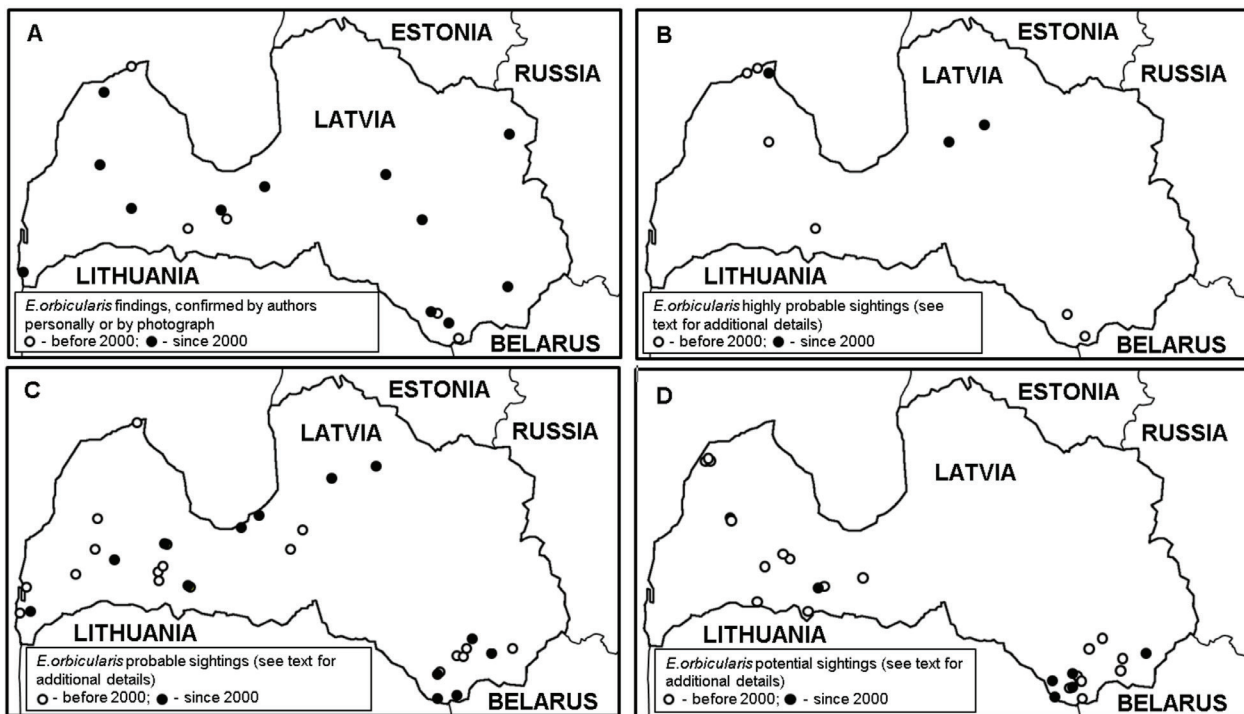 A
ESTONIA
RUSSIA
LATVIA
LITHUANIA
BELARUS
E.orbicularis findings, confirmed by authors
personally or by photograph
- before 2000; - since 2000
B
ESTONIA
RUSSIA
LATVIA
LITHUANIA
BELARUS
E.orbicularis highly probable sightings (see
text for additional details)
- before 2000; - since 2000
C
ESTONIA
RUSSIA
LATVIA
LITHUANIA
BELARUS
E.orbicularis probable sightings (see text for
additional details)
- before 2000; - since 2000
D
ESTONIA
RUSSIA
LATVIA
LITHUANIA
BELARUS
E.orbicularis potential sightings (see text for
additional details)
- before 2000; - since 2000